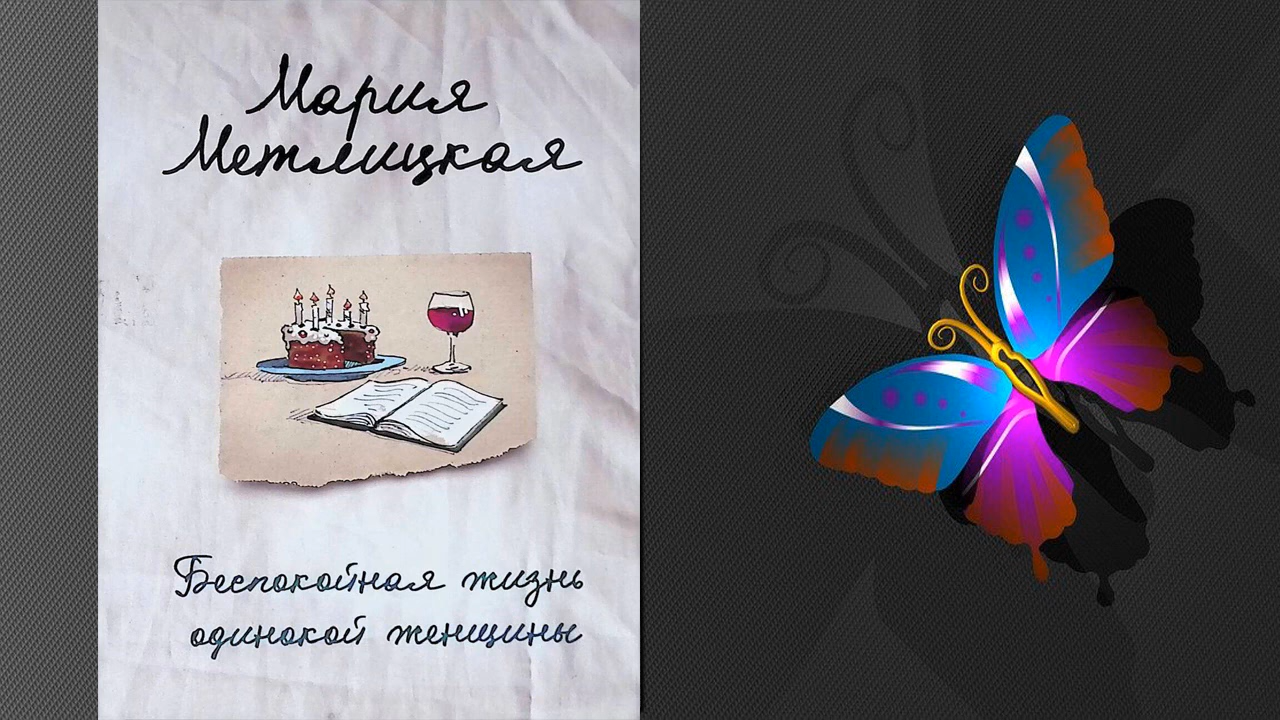 Мария
Метлицкая
Беспокойная жизнь
одинокой женщины